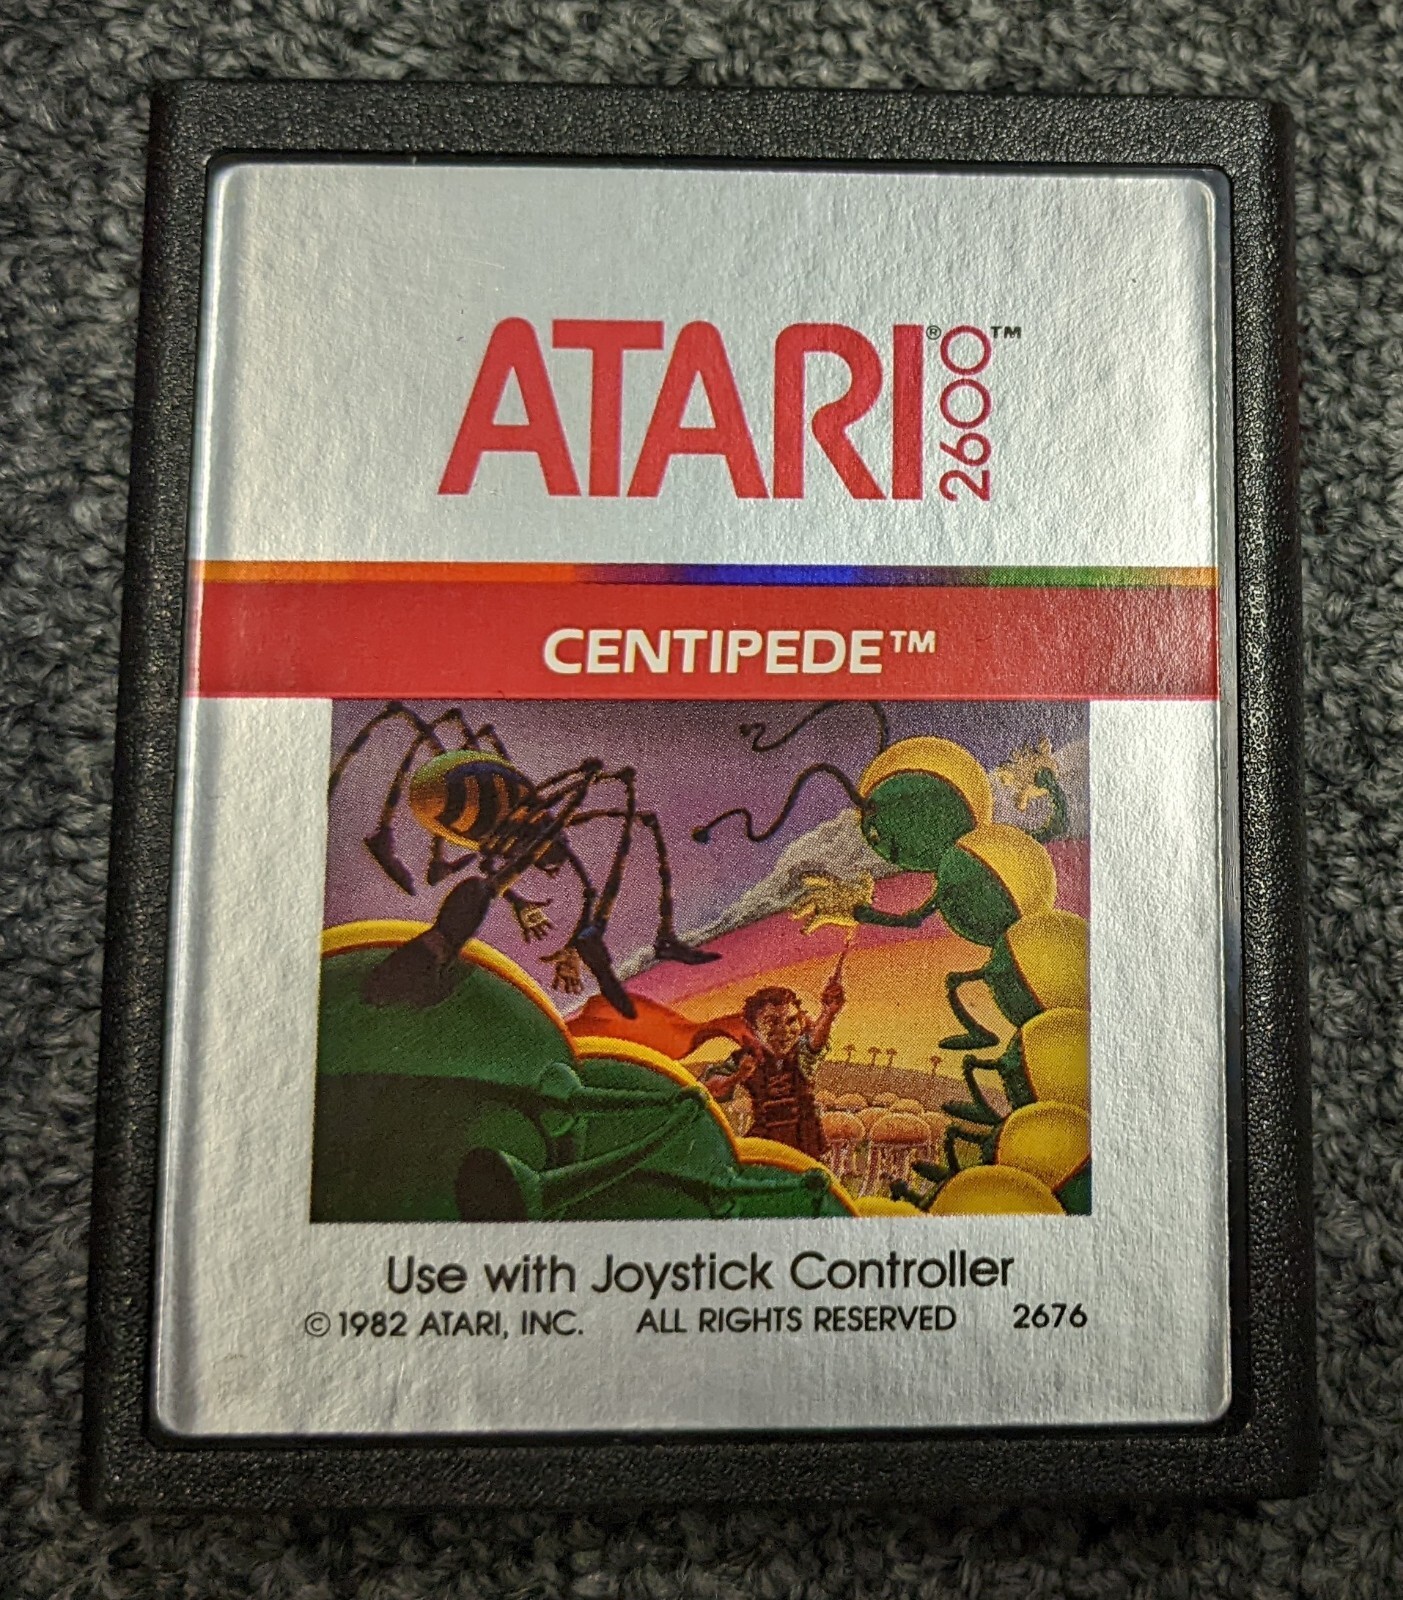 ATARI® 2600™
CENTIPEDE™
Use with Joystick Controller
© 1982 ATARI, INC. ALL RIGHTS RESERVED 2676